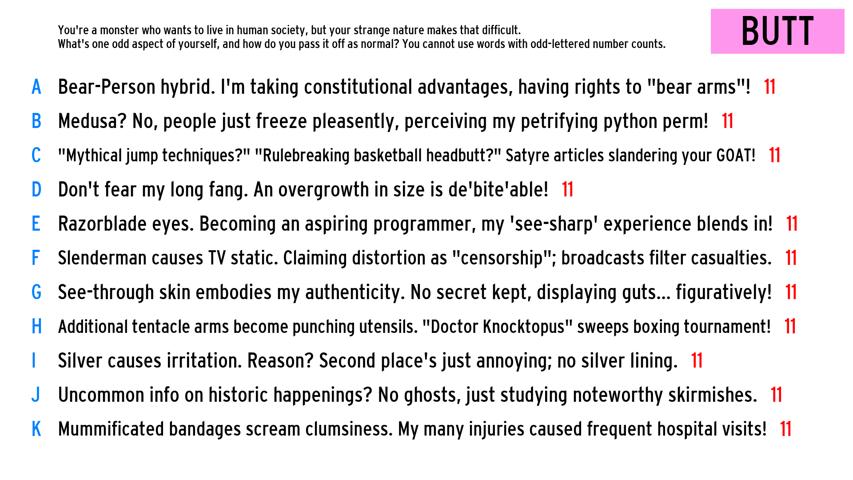 You're a monster who wants to live in human society, but your strange nature makes that difficult.
What's one odd aspect of yourself, and how do you pass it off as normal? You cannot use words with odd-lettered number counts.
BUTT
A Bear-Person hybrid. I'm taking constitutional advantages, having rights to "bear arms"! 11
B Medusa? No, people just freeze pleasently, perceiving my petrifying python perm! 11
C "Mythical jump techniques?" "Rulebreaking basketball headbutt?" Satyre articles slandering your GOAT! 11
D Don't fear my long fang. An overgrowth in size is de'bite'able! 11
E Razorblade eyes. Becoming an aspiring programmer, my 'see-sharp' experience blends in! 11
F Slenderman causes TV static. Claiming distortion as "censorship"; broadcasts filter casualties. 11
G See-through skin embodies my authenticity. No secret kept, displaying guts... figuratively! 11
H Additional tentacle arms become punching utensils. "Doctor Knocktopus" sweeps boxing tournament! 11
I Silver causes irritation. Reason? Second place's just annoying; no silver lining. 11
J Uncommon info on historic happenings? No ghosts, just studying noteworthy skirmishes. 11
K Mummificated bandages scream clumsiness. My many injuries caused frequent hospital visits! 11